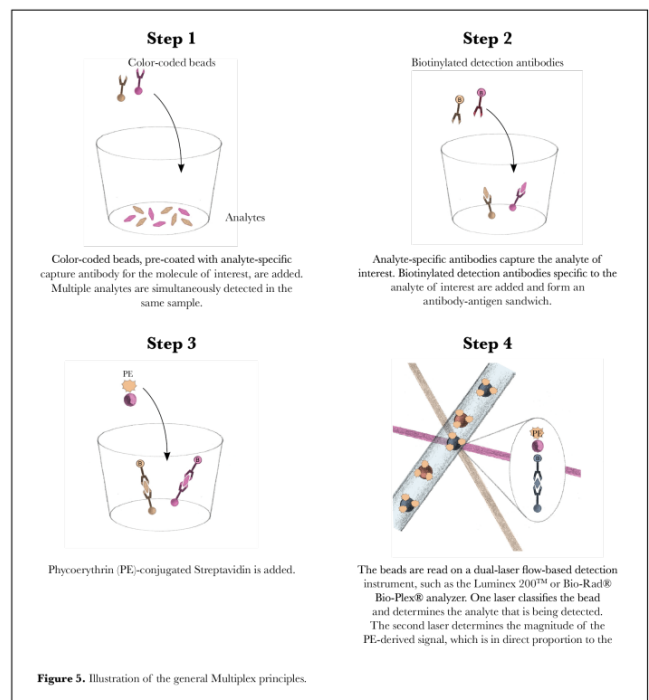 Step 1
Color-coded beads
Analytes
Color-coded beads, pre-coated with analyte-specific
capture antibody for the molecule of interest, are added.
Multiple analytes are simultaneously detected in the
same sample.
Step 2
Biotinylated detection antibodies
B
B
Analyte-specific antibodies capture the analyte of
interest. Biotinylated detection antibodies specific to the
analyte of interest are added and form an
antibody-antigen sandwich.
Step 3
PE
B
B
Phycoerythrin (PE)-conjugated Streptavidin is added.
Step 4
PE
B
The beads are read on a dual-laser flow-based detection
instrument, such as the Luminex 200™ or Bio-Rad®
Bio-Plex® analyzer. One laser classifies the bead
and determines the analyte that is being detected.
The second laser determines the magnitude of the
PE-derived signal, which is in direct proportion to the
Figure 5. Illustration of the general Multiplex principles.